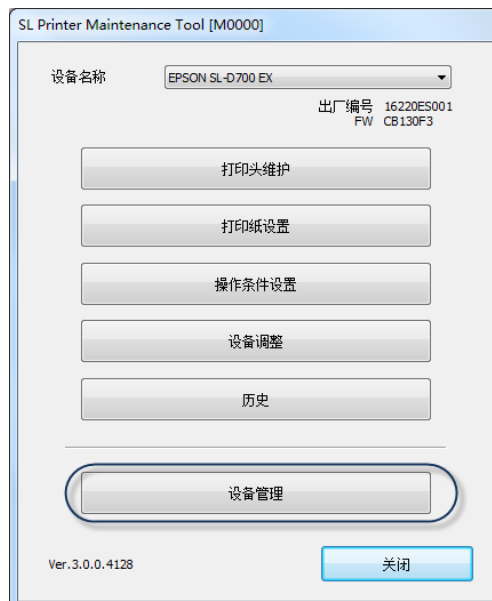 SL Printer Maintenance Tool [M0000]
设备名称 EPSON SL-D700 EX
出厂编号 16220ES001
FW CB130F3
打印头维护
打印纸设置
操作条件设置
设备调整
历史
设备管理
Ver.3.0.0.4128 关闭